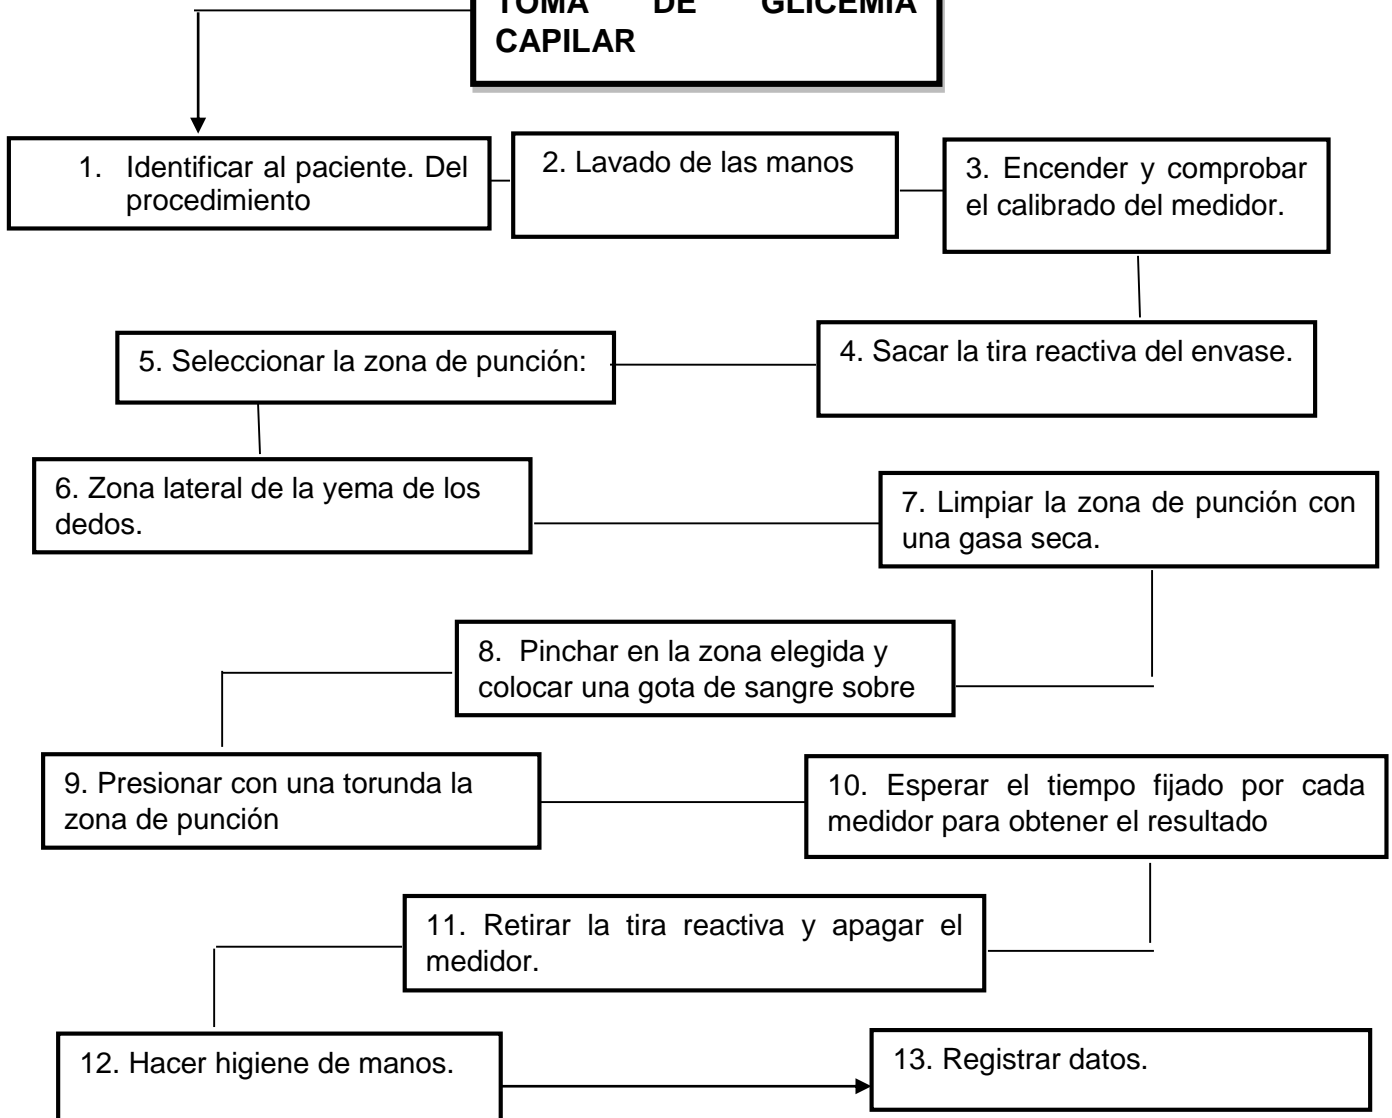 TOMA DE GLICEMIA
CAPILAR
1. Identificar al paciente. Del
procedimiento
2. Lavado de las manos
3. Encender y comprobar
el calibrado del medidor.
4. Sacar la tira reactiva del envase.
5. Seleccionar la zona de punción:
6. Zona lateral de la yema de los
dedos.
7. Limpiar la zona de punción con
una gasa seca.
8. Pinchar en la zona elegida y
colocar una gota de sangre sobre
9. Presionar con una torunda la
zona de punción
10. Esperar el tiempo fijado por cada
medidor para obtener el resultado
11. Retirar la tira reactiva y apagar el
medidor.
12. Hacer higiene de manos.
13. Registrar datos.